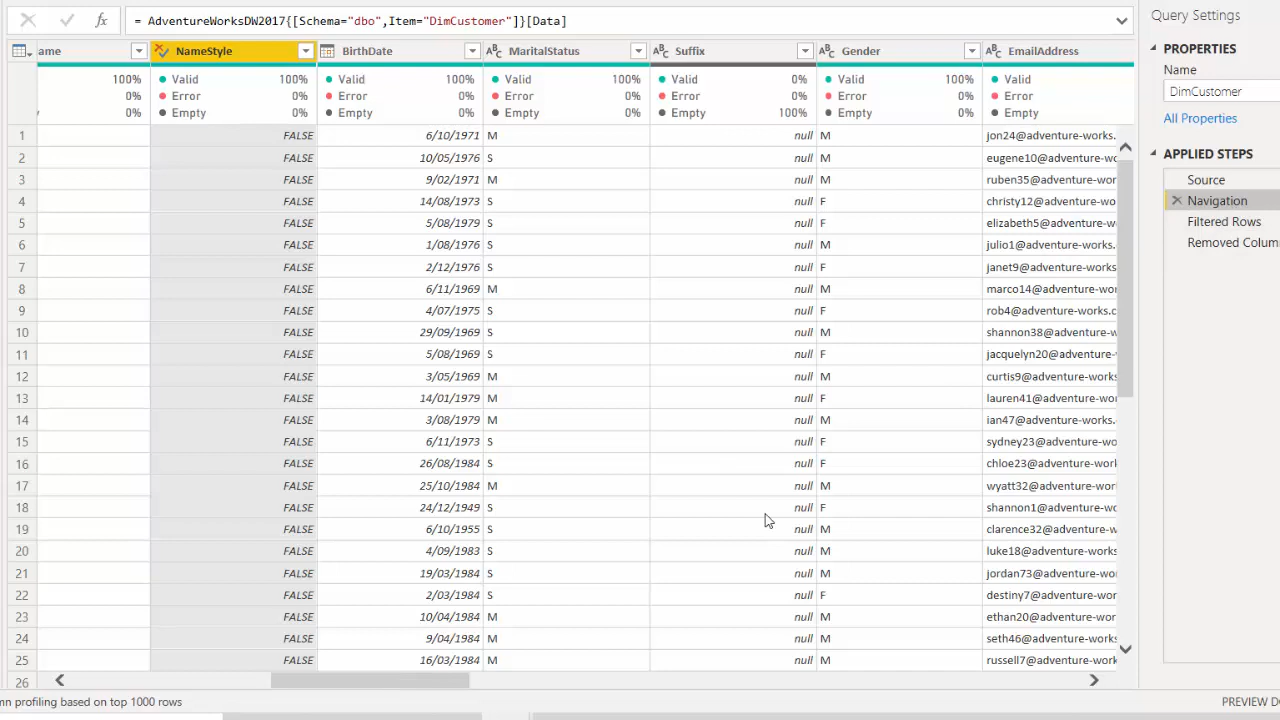 = AdventureWorksDW2017{[Schema="dbo",Item="DimCustomer"]}[Data]
ame NameStyle BirthDate MaritalStatus Suffix Gender EmailAddress
100% Valid 100% Valid 100% Valid 100% Valid 0% Valid 100% Valid
0% Error 0% Error 0% Error 0% Error 0% Error 0% Error
0% Empty 0% Empty 0% Empty 0% Empty 100% Empty 0% Empty
1 FALSE 6/10/1971 M null M jon24@adventure-works.
2 FALSE 10/05/1976 S null M eugene10@adventure-wo
3 FALSE 9/02/1971 M null M ruben35@adventure-wor
4 FALSE 14/08/1973 S null F christy12@adventure-wo
5 FALSE 5/08/1979 S null F elizabeth5@adventure-wo
6 FALSE 1/08/1976 S null M julio1@adventure-works.
7 FALSE 2/12/1976 S null F janet9@adventure-works
8 FALSE 6/11/1969 M null M marco14@adventure-wor
9 FALSE 4/07/1975 S null F rob4@adventure-works.c
10 FALSE 29/09/1969 S null M shannon38@adventure-wo
11 FALSE 5/08/1969 S null F jacquelyn20@adventure-
12 FALSE 3/05/1969 M null M curtis9@adventure-works
13 FALSE 14/01/1979 M null F lauren41@adventure-wor
14 FALSE 3/08/1979 M null M ian47@adventure-works.
15 FALSE 6/11/1973 S null F sydney23@adventure-wo
16 FALSE 26/08/1984 S null F chloe23@adventure-wor
17 FALSE 25/10/1984 M null M wyatt32@adventure-wor
18 FALSE 24/12/1949 S null F shannon1@adventure-wo
19 FALSE 6/10/1955 M null M clarence32@adventure-wo
20 FALSE 4/09/1983 S null M luke18@adventure-works
21 FALSE 19/03/1984 S null M jordan73@adventure-wor
22 FALSE 2/03/1984 S null F destiny7@adventure-wor
23 FALSE 10/04/1984 M null M ethan20@adventure-wor
24 FALSE 9/04/1984 M null M seth46@adventure-works
25 FALSE 16/03/1984 M null M russell7@adventure-wor
26
mn profiling based on top 1000 rows
Query Settings
PROPERTIES
Name
DimCustomer
All Properties
APPLIED STEPS
Source
Navigation
Filtered Rows
Removed Colum
PREVIEW DO